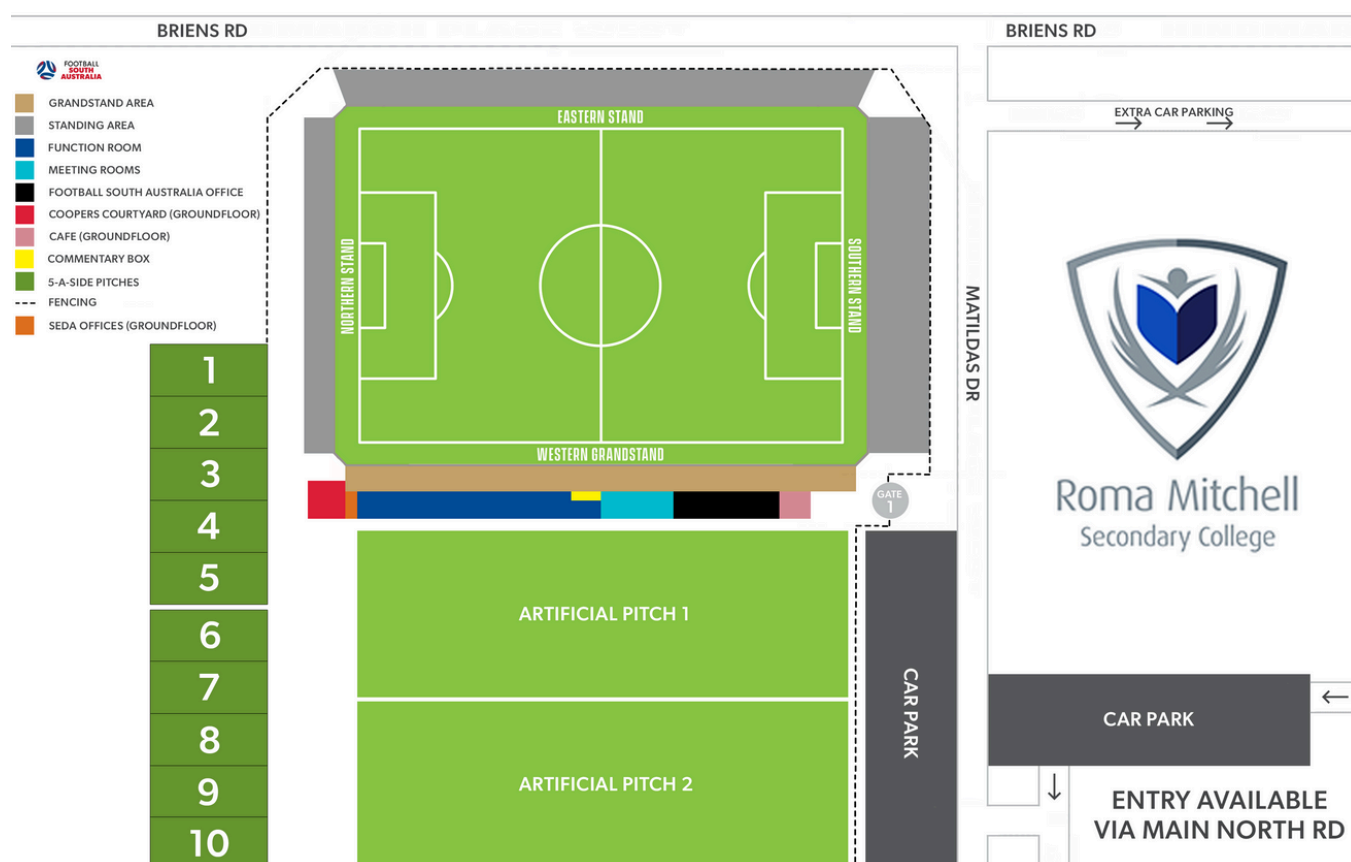 BRIENS RD
BRIENS RD
FOOTBALL
SOUTH
AUSTRALIA
GRANDSTAND AREA
STANDING AREA
FUNCTION ROOM
MEETING ROOMS
FOOTBALL SOUTH AUSTRALIA OFFICE
COOPERS COURTYARD (GROUNDFLOOR)
CAFE (GROUNDFLOOR)
COMMENTARY BOX
5-A-SIDE PITCHES
FENCING
SEDA OFFICES (GROUNDFLOOR)
EASTERN STAND
NORTHERN STAND
SOUTHERN STAND
WESTERN GRANDSTAND
MATILDAS DR
EXTRA CAR PARKING
Roma Mitchell
Secondary College
GATE
1
1
2
3
4
5
6
7
8
9
10
ARTIFICIAL PITCH 1
ARTIFICIAL PITCH 2
CAR PARK
CAR PARK
ENTRY AVAILABLE
VIA MAIN NORTH RD